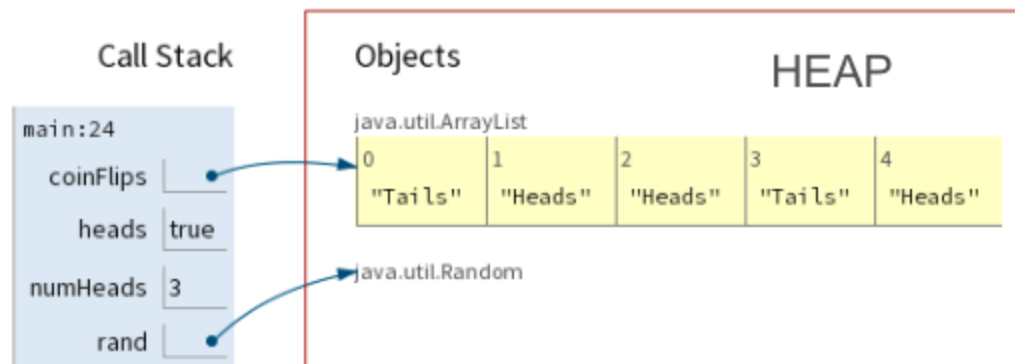 Call Stack
Objects
HEAP
main:24
coinFlips
heads true
numHeads 3
rand
java.util.ArrayList
0 1 2 3 4
"Tails" "Heads" "Heads" "Tails" "Heads"
java.util.Random